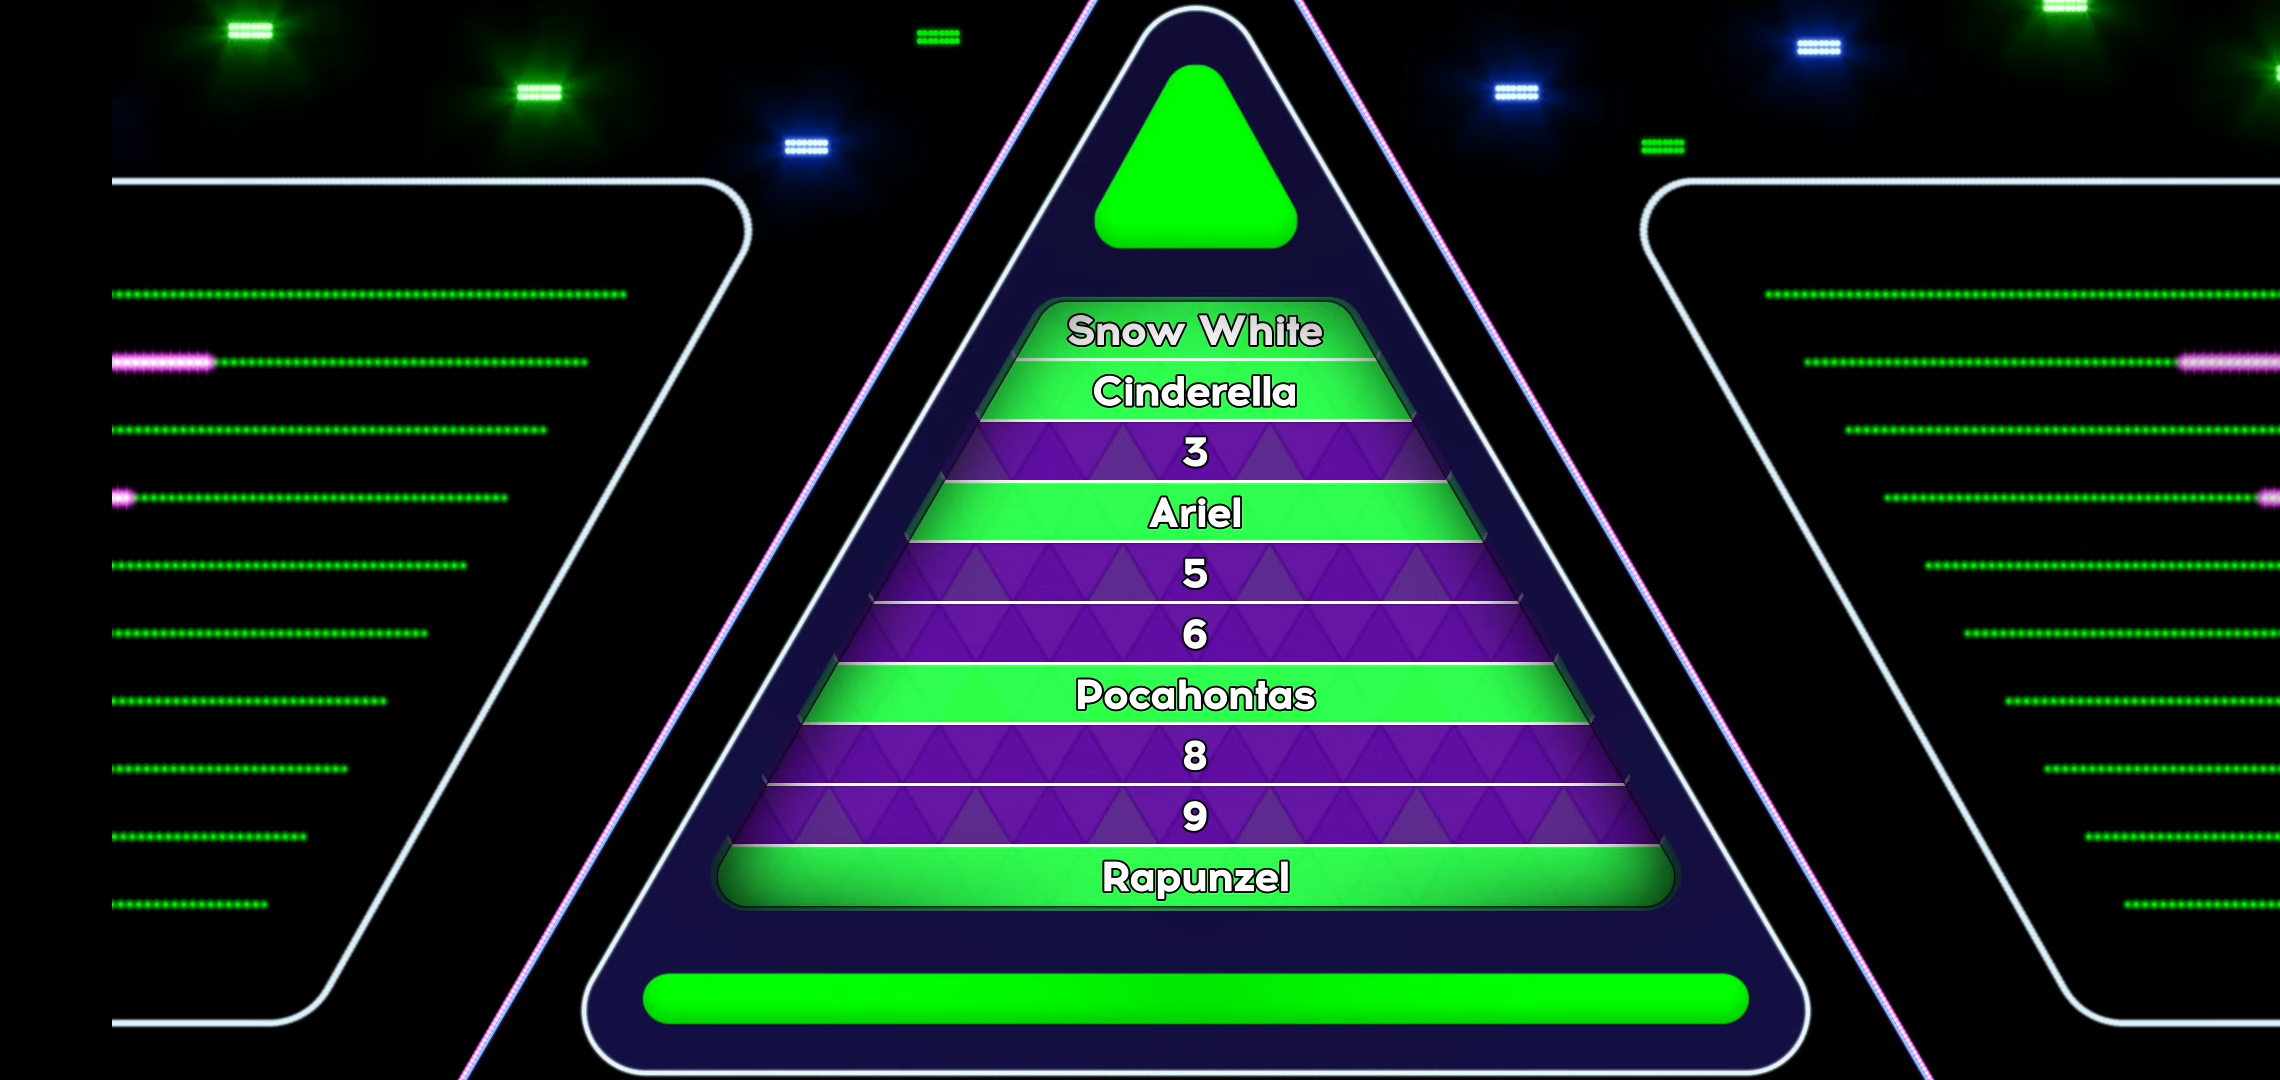 Snow White
Cinderella
3
Ariel
5
6
Pocahontas
8
9
Rapunzel